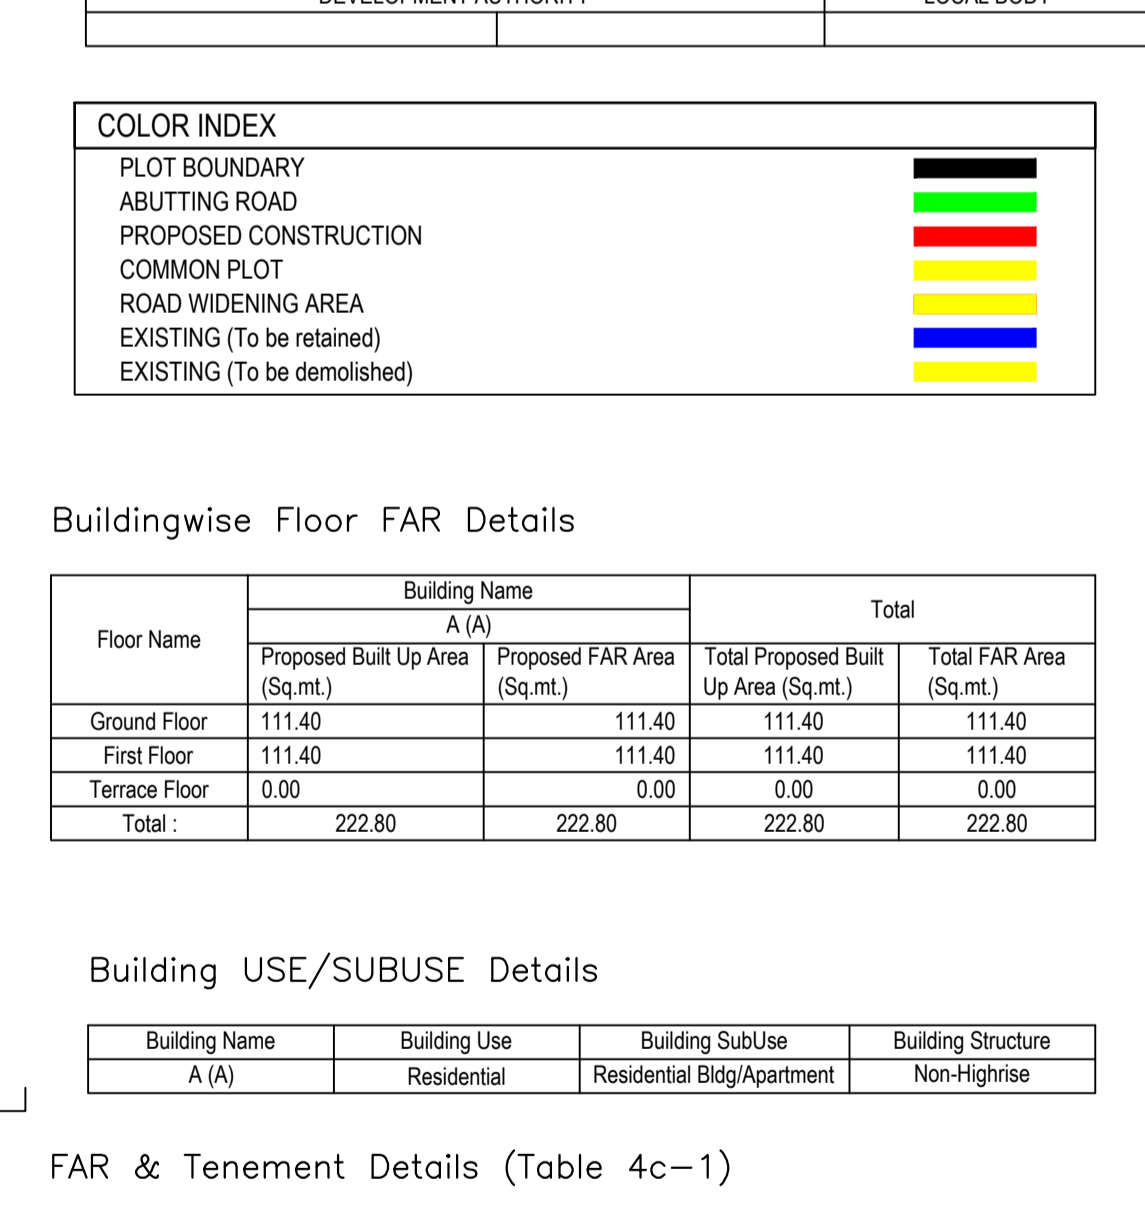 DEVELOPMENT AUTHORITY LOCAL BODY
COLOR INDEX
PLOT BOUNDARY
ABUTTING ROAD
PROPOSED CONSTRUCTION
COMMON PLOT
ROAD WIDENING AREA
EXISTING (To be retained)
EXISTING (To be demolished)
Buildingwise Floor FAR Details
Floor Name
Building Name
A (A)
Total
Proposed Built Up Area
(Sq.mt.)
Proposed FAR Area
(Sq.mt.)
Total Proposed Built
Up Area (Sq.mt.)
Total FAR Area
(Sq.mt.)
Ground Floor 111.40 111.40 111.40 111.40
First Floor 111.40 111.40 111.40 111.40
Terrace Floor 0.00 0.00 0.00 0.00
Total : 222.80 222.80 222.80 222.80
Building USE/SUBUSE Details
Building Name Building Use Building SubUse Building Structure
A (A) Residential Residential Bldg/Apartment Non-Highrise
FAR & Tenement Details (Table 4c-1)